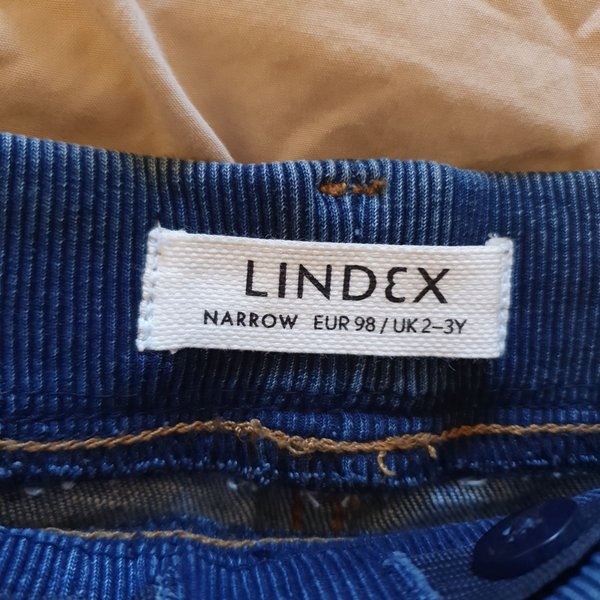 LINDEX
NARROW EUR 98 / UK 2–3Y